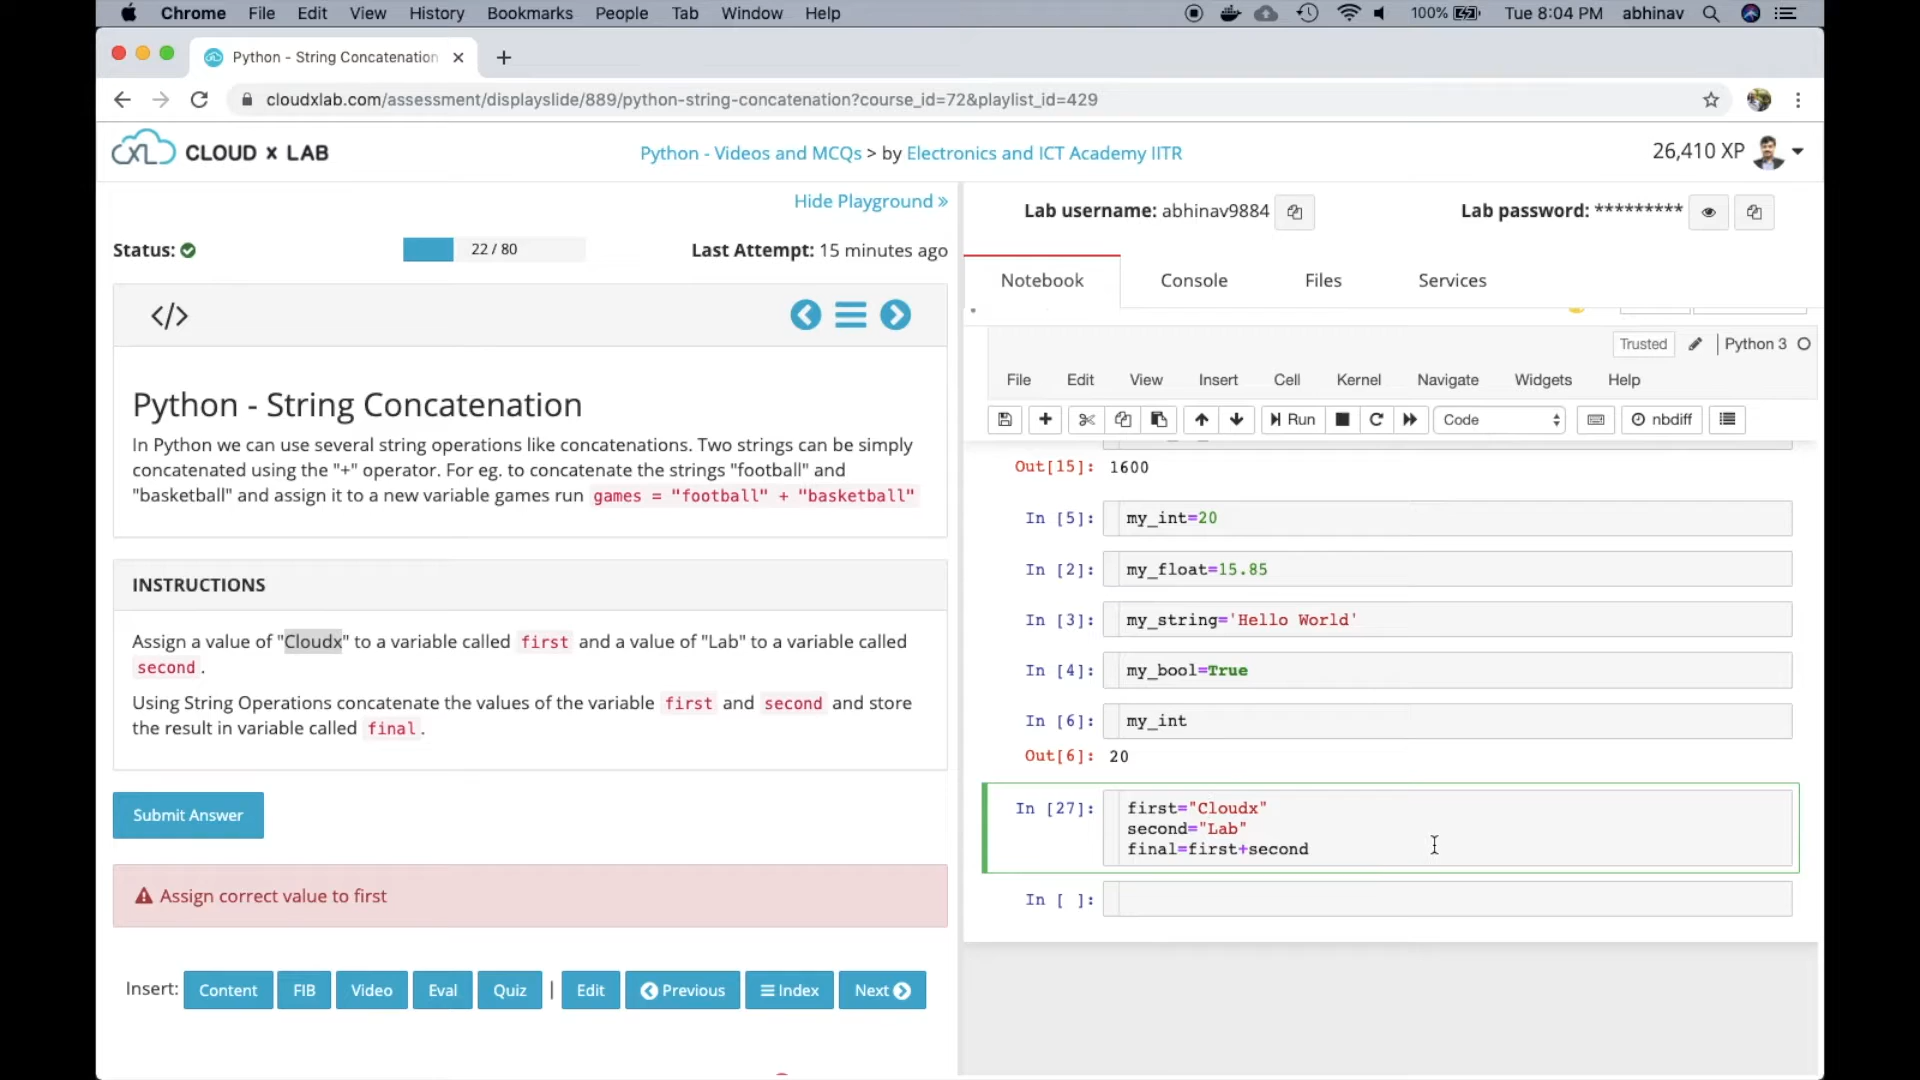 Chrome File Edit View History Bookmarks People Tab Window Help 100% Tue 8:04 PM abhinav
Python - String Concatenation
cloudxlab.com/assessment/displayslide/889/python-string-concatenation?course_id=72&playlist_id=429
CLOUD x LAB
Python - Videos and MCQs > by Electronics and ICT Academy IITR
26,410 XP
Hide Playground »
Status:
22 / 80
Last Attempt: 15 minutes ago
</>
Python - String Concatenation
In Python we can use several string operations like concatenations. Two strings can be simply
concatenated using the "+" operator. For eg. to concatenate the strings "football" and
"basketball" and assign it to a new variable games run games = "football" + "basketball"
INSTRUCTIONS
Assign a value of "Cloudx" to a variable called first and a value of "Lab" to a variable called
second.
Using String Operations concatenate the values of the variable first and second and store
the result in variable called final.
Submit Answer
Assign correct value to first
Insert: Content FIB Video Eval Quiz | Edit Previous Index Next
Lab username: abhinav9884
Lab password: *********
Notebook Console Files Services
Trusted Python 3
File Edit View Insert Cell Kernel Navigate Widgets Help
Run Code nbdiff
Out[15]: 1600
In [5]: my_int=20
In [2]: my_float=15.85
In [3]: my_string='Hello World'
In [4]: my_bool=True
In [6]: my_int
Out[6]: 20
In [27]: first="Cloudx"
second="Lab"
final=first+second
In [ ]: